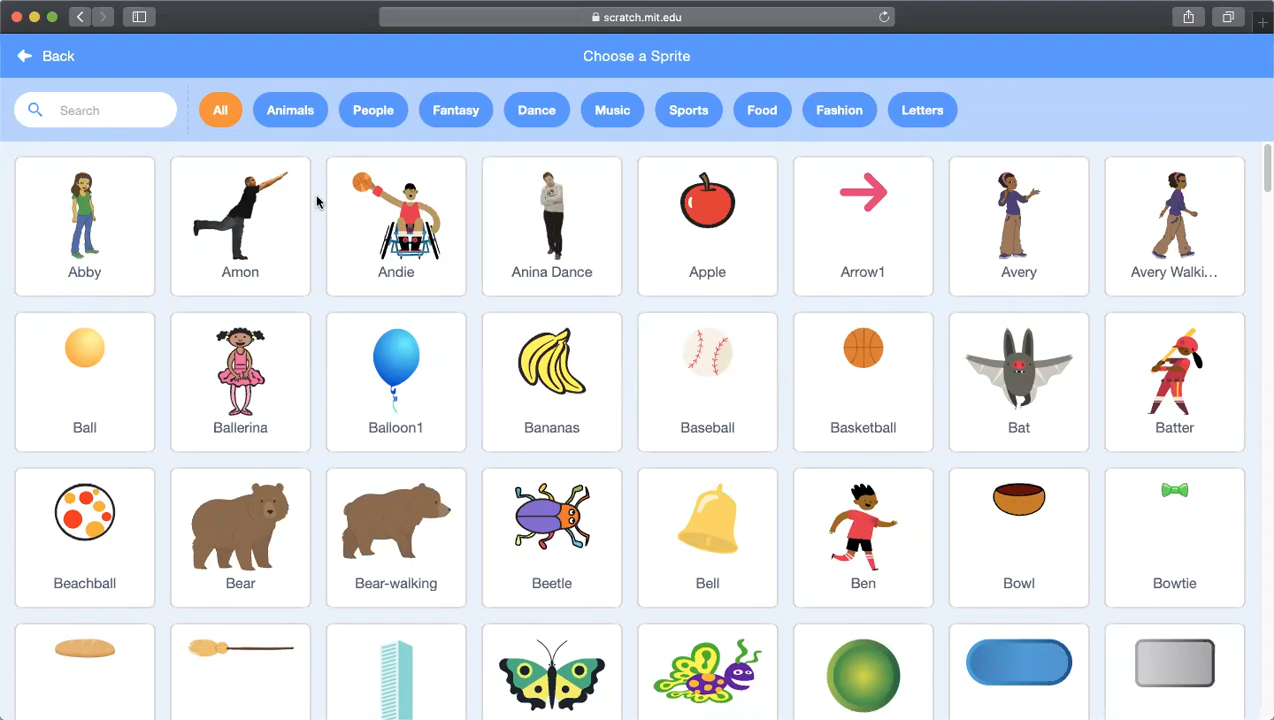 scratch.mit.edu
Back
Choose a Sprite
Search
All
Animals
People
Fantasy
Dance
Music
Sports
Food
Fashion
Letters
Abby
Amon
Andie
Anina Dance
Apple
Arrow1
Avery
Avery Walki...
Ball
Ballerina
Balloon1
Bananas
Baseball
Basketball
Bat
Batter
Beachball
Bear
Bear-walking
Beetle
Bell
Ben
Bowl
Bowtie